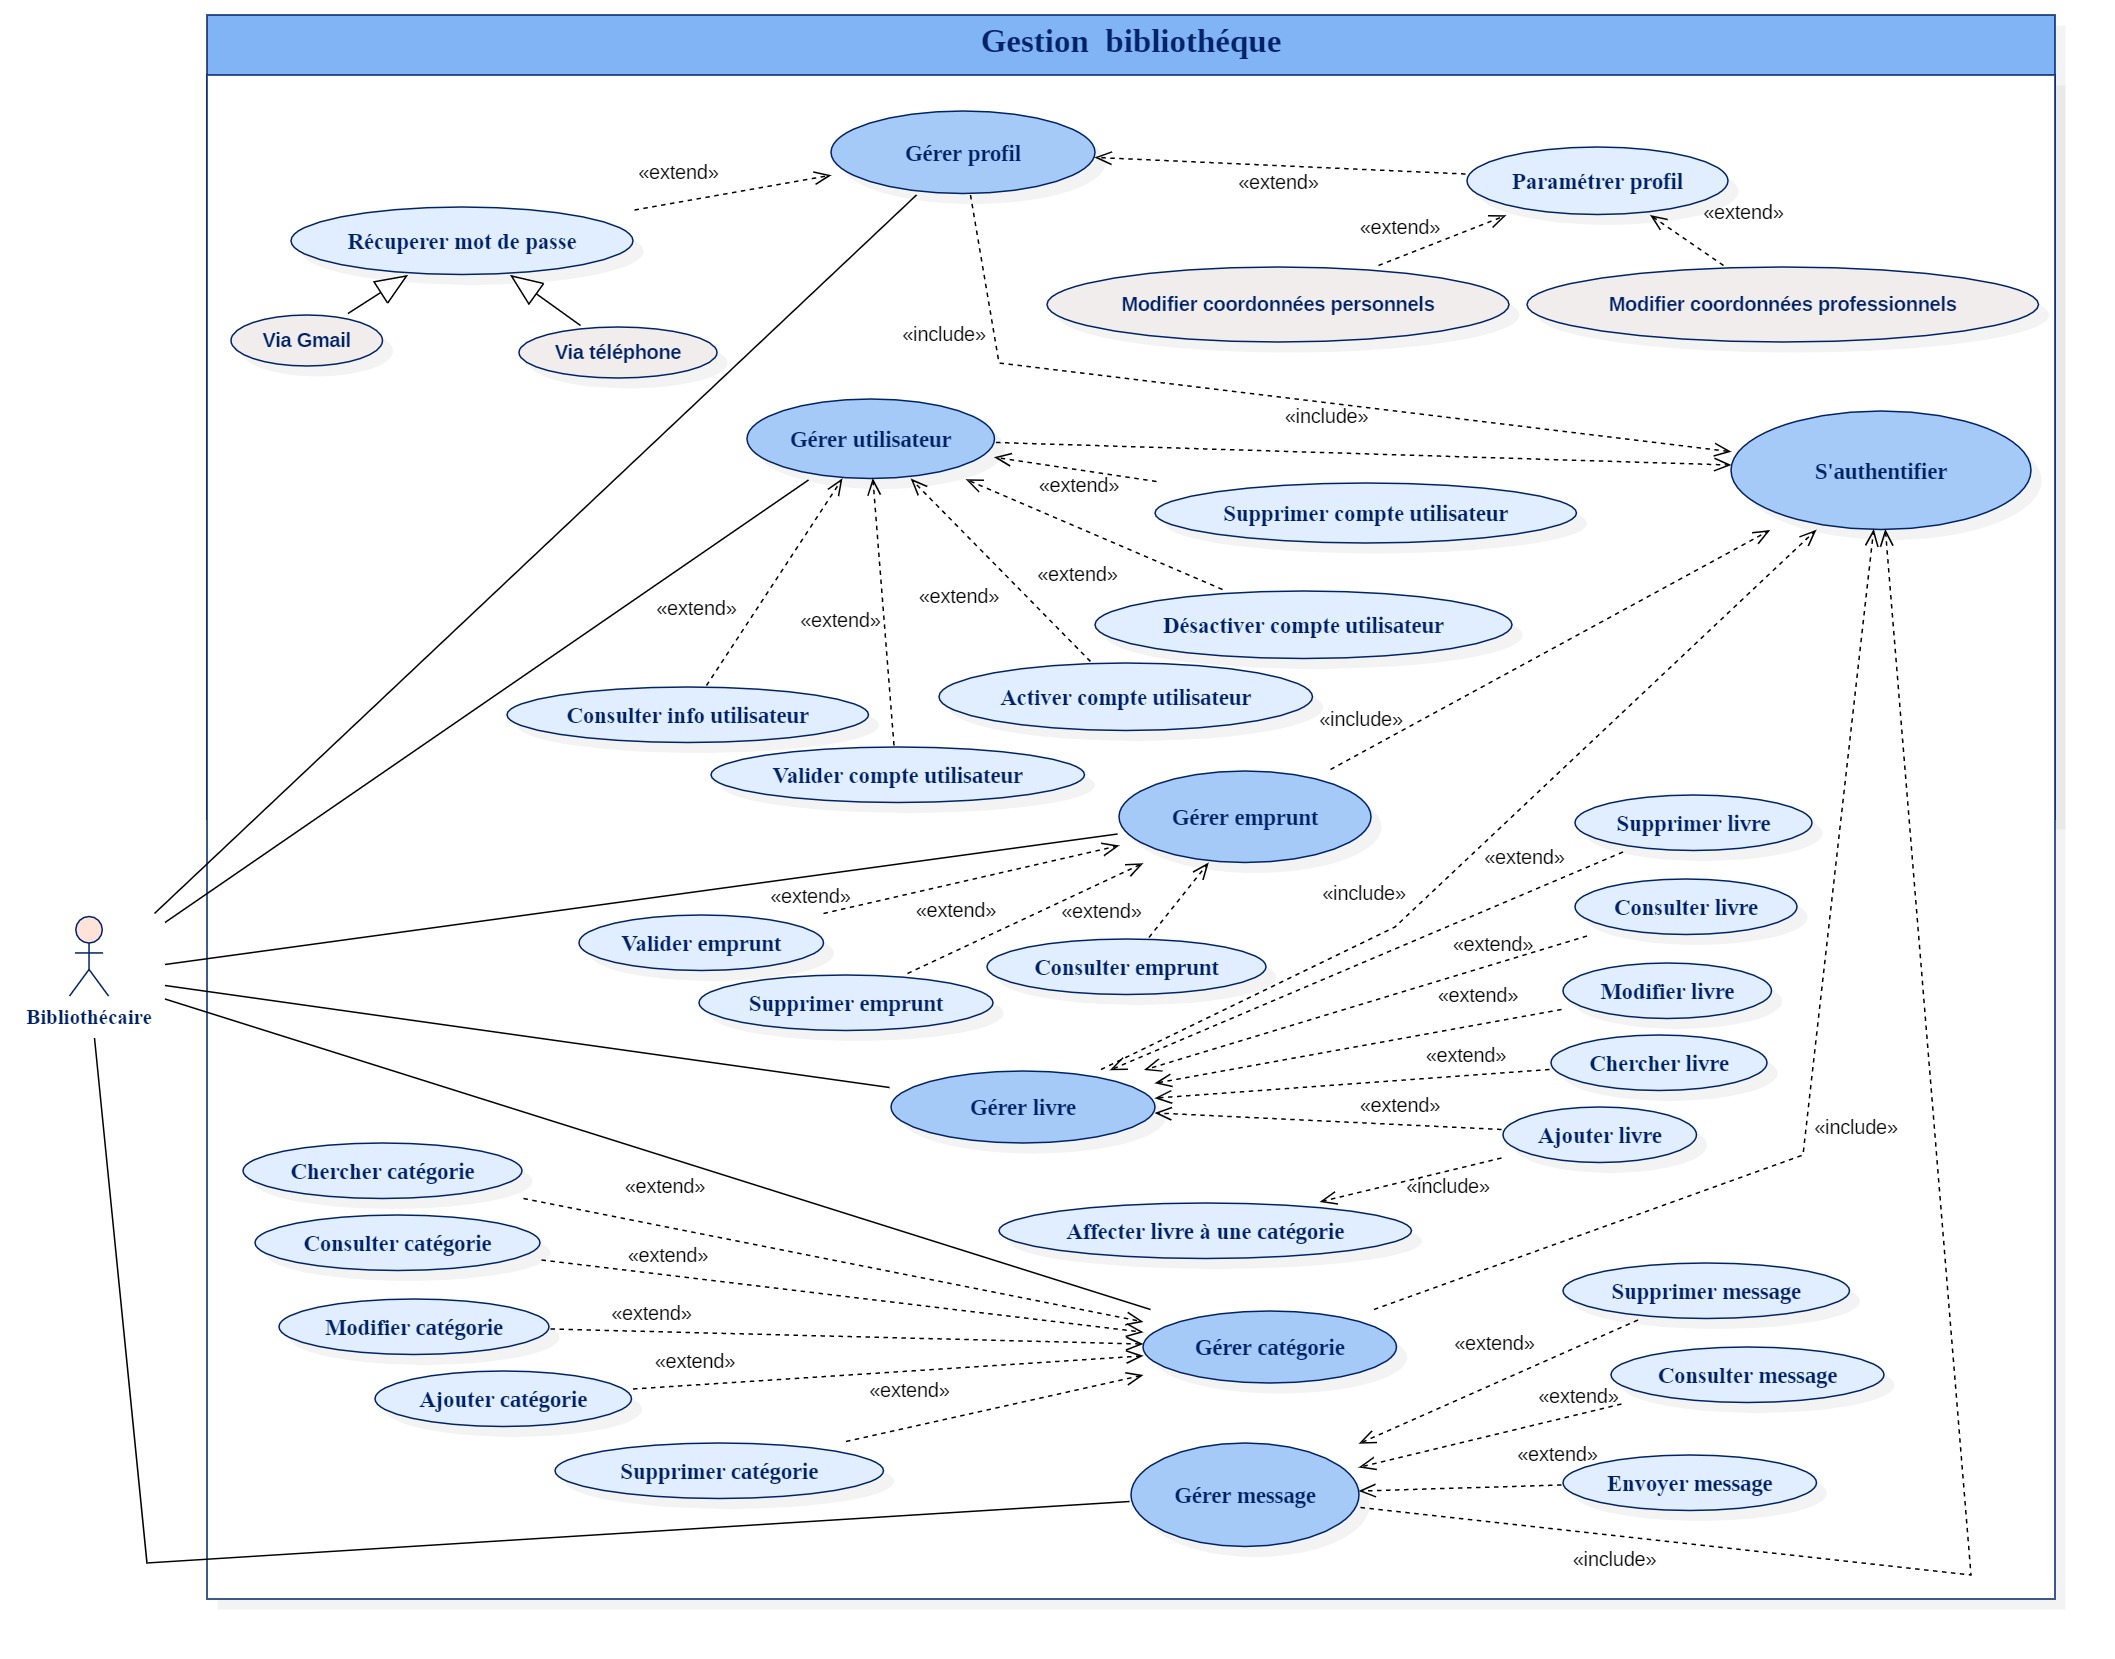 Gestion  bibliothéque
Gérer profil
«extend»
Paramétrer profil
«extend»
«extend»
«extend»
Récuperer mot de passe
Modifier coordonnées personnels
Modifier coordonnées professionnels
Via Gmail
Via téléphone
«include»
«include»
Gérer utilisateur
S'authentifier
«extend»
Supprimer compte utilisateur
«extend»
«extend»
«extend»
«extend»
Désactiver compte utilisateur
Activer compte utilisateur
Consulter info utilisateur
«include»
Valider compte utilisateur
Gérer emprunt
Supprimer livre
«extend»
«include»
«extend»
«extend»
«extend»
Consulter livre
Valider emprunt
«extend»
Consulter emprunt
Modifier livre
«extend»
Supprimer emprunt
Bibliothécaire
Chercher livre
«extend»
Gérer livre
«extend»
Ajouter livre
«include»
Chercher catégorie
«extend»
«include»
Affecter livre à une catégorie
Consulter catégorie
«extend»
Supprimer message
Modifier catégorie
«extend»
Gérer catégorie
«extend»
«extend»
Consulter message
Ajouter catégorie
«extend»
«extend»
«extend»
Supprimer catégorie
Envoyer message
Gérer message
«include»